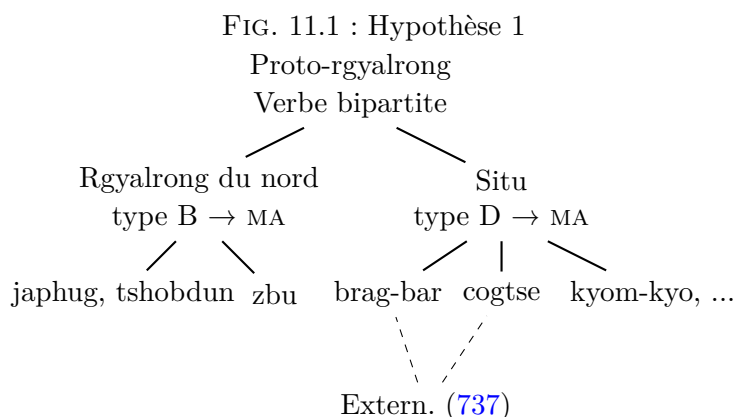 FIG. 11.1 : Hypothèse 1
Proto-rgyalrong
Verbe bipartite
Rgyalrong du nord
Situ
type B → MA
type D → MA
japhug, tshobdun
zbu
brag-bar
cogtse
kyom-kyo, ...
Extern. (737)